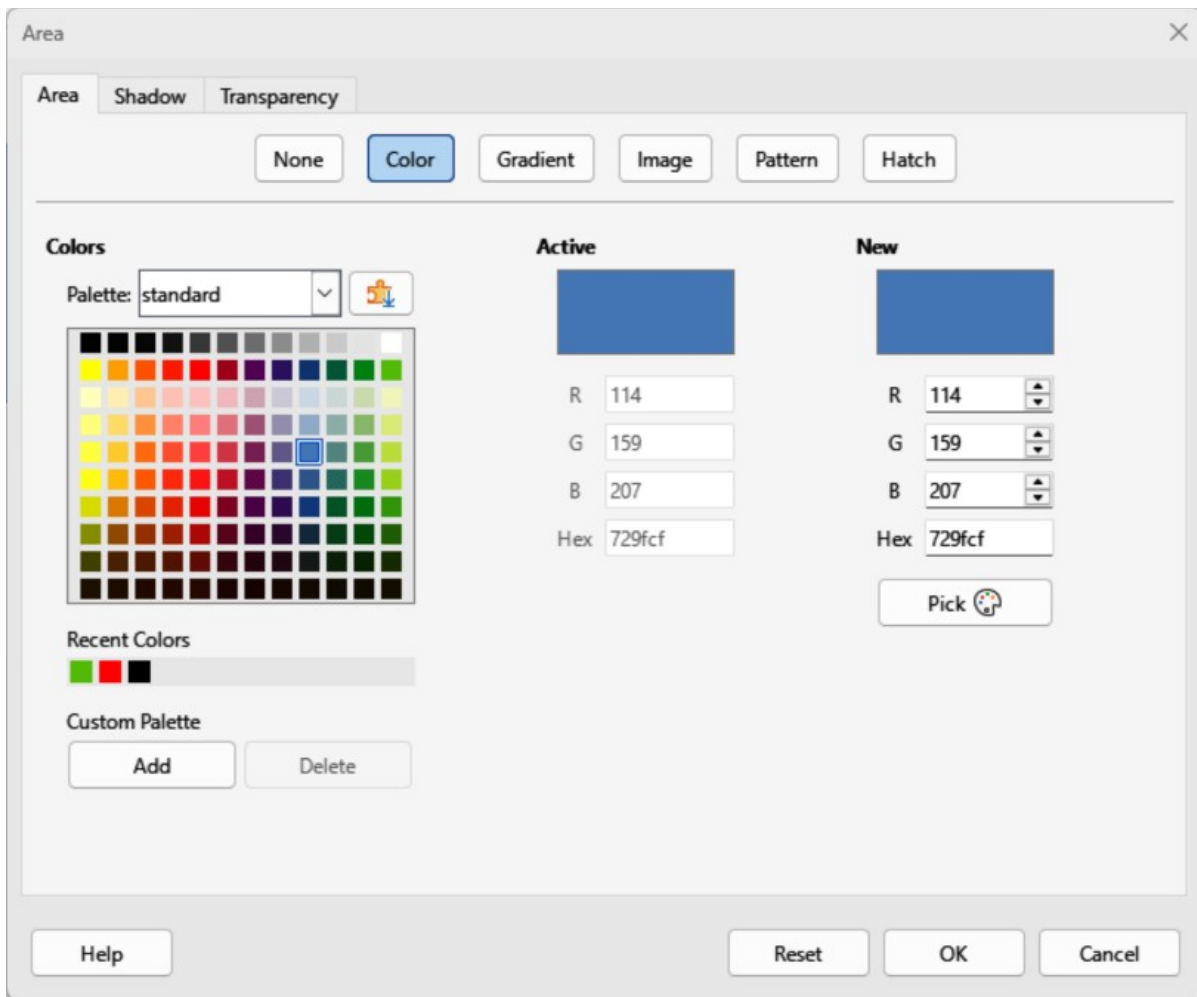 Area
Area Shadow Transparency
None Color Gradient Image Pattern Hatch
Colors
Palette: standard
Recent Colors
Custom Palette
Add Delete
Active
R 114
G 159
B 207
Hex 729fcf
New
R 114
G 159
B 207
Hex 729fcf
Pick
Help Reset OK Cancel